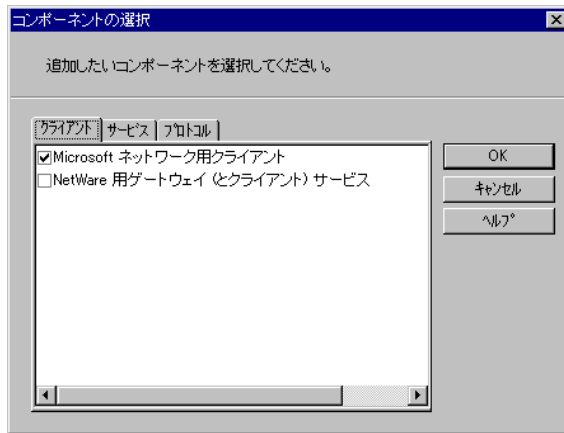 コンポーネントの選択
追加したいコンポーネントを選択してください。
ｸﾗｲｱﾝﾄ ｻｰﾋﾞｽ ﾌﾟﾛﾄｺﾙ
Microsoft ネットワーク用クライアント
NetWare 用ゲートウェイ (とクライアント) サービス
OK
ｷｬﾝｾﾙ
ﾍﾙﾌﾟ